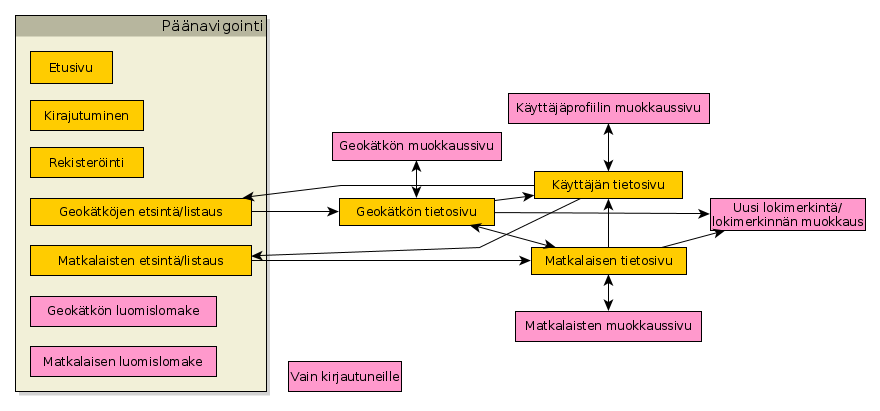 Päänavigointi
Etusivu
Kirajutuminen
Rekisteröinti
Geokätköjen etsintä/listaus
Matkalaisten etsintä/listaus
Geokätkön luomislomake
Matkalaisen luomislomake
Geokätkön muokkaussivu
Geokätkön tietosivu
Käyttäjäprofiilin muokkaussivu
Käyttäjän tietosivu
Uusi lokimerkintä/
lokimerkinnän muokkaus
Matkalaisen tietosivu
Matkalaisten muokkaussivu
Vain kirjautuneille